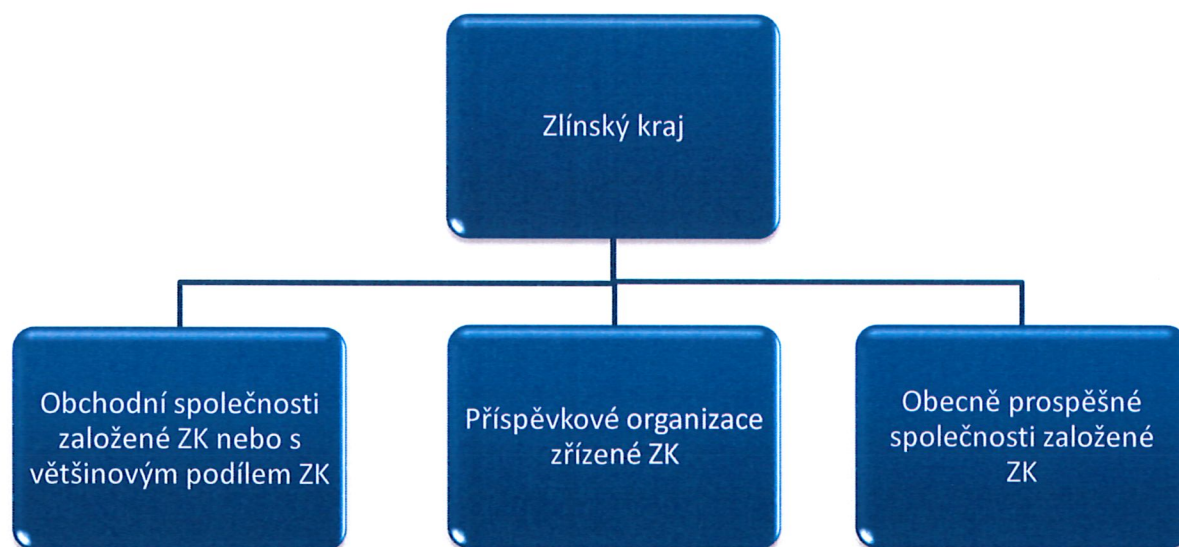 Zlínský kraj
Obchodní společnosti
založené ZK nebo s
většinovým podílem ZK
Příspěvkové organizace
zřízené ZK
Obecně prospěšné
společnosti založené
ZK